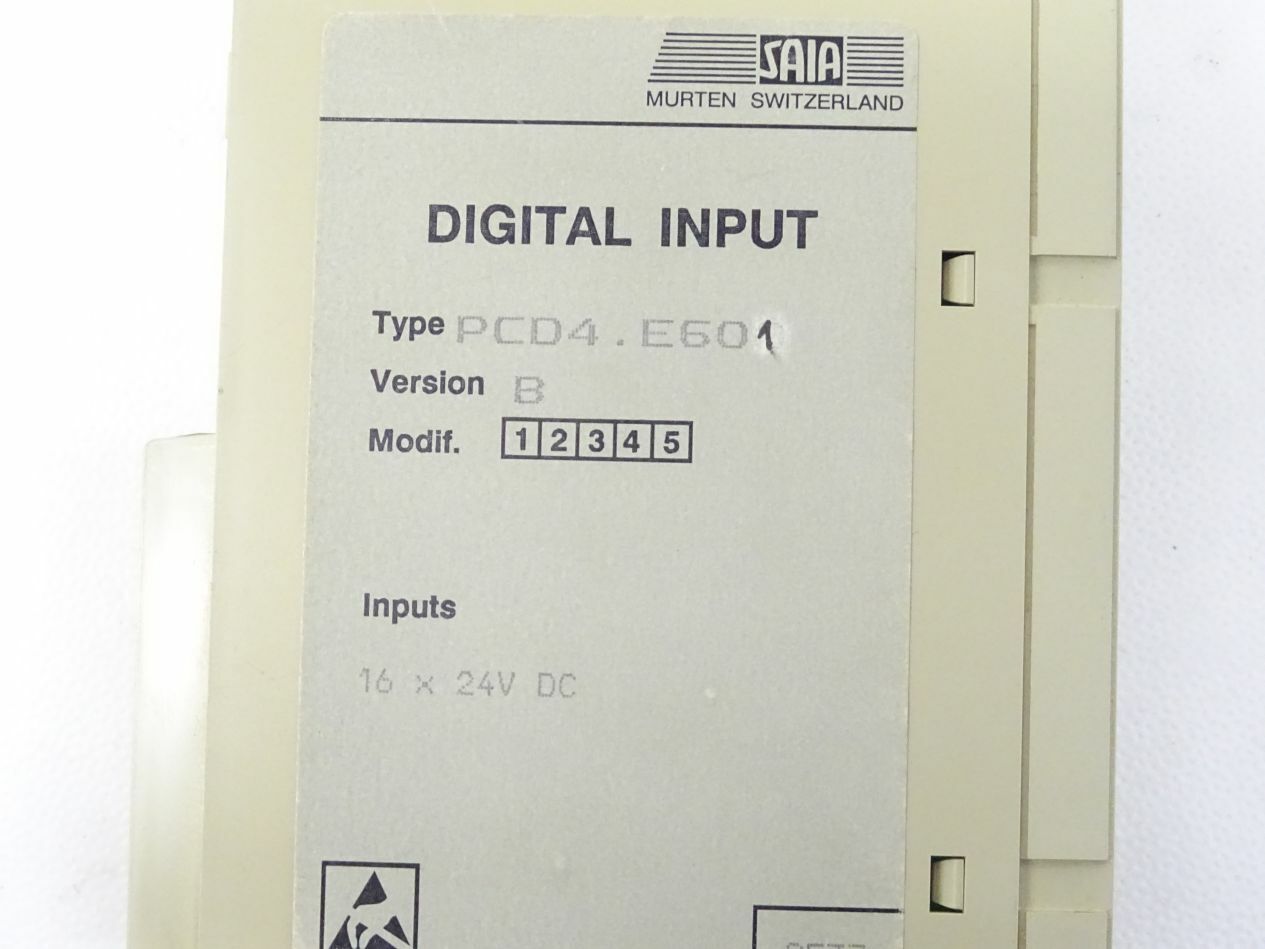 SAIA
MURTEN SWITZERLAND
DIGITAL INPUT
Type PCD4.E601
Version B
Modif. 1 2 3 4 5
Inputs
16 x 24V DC